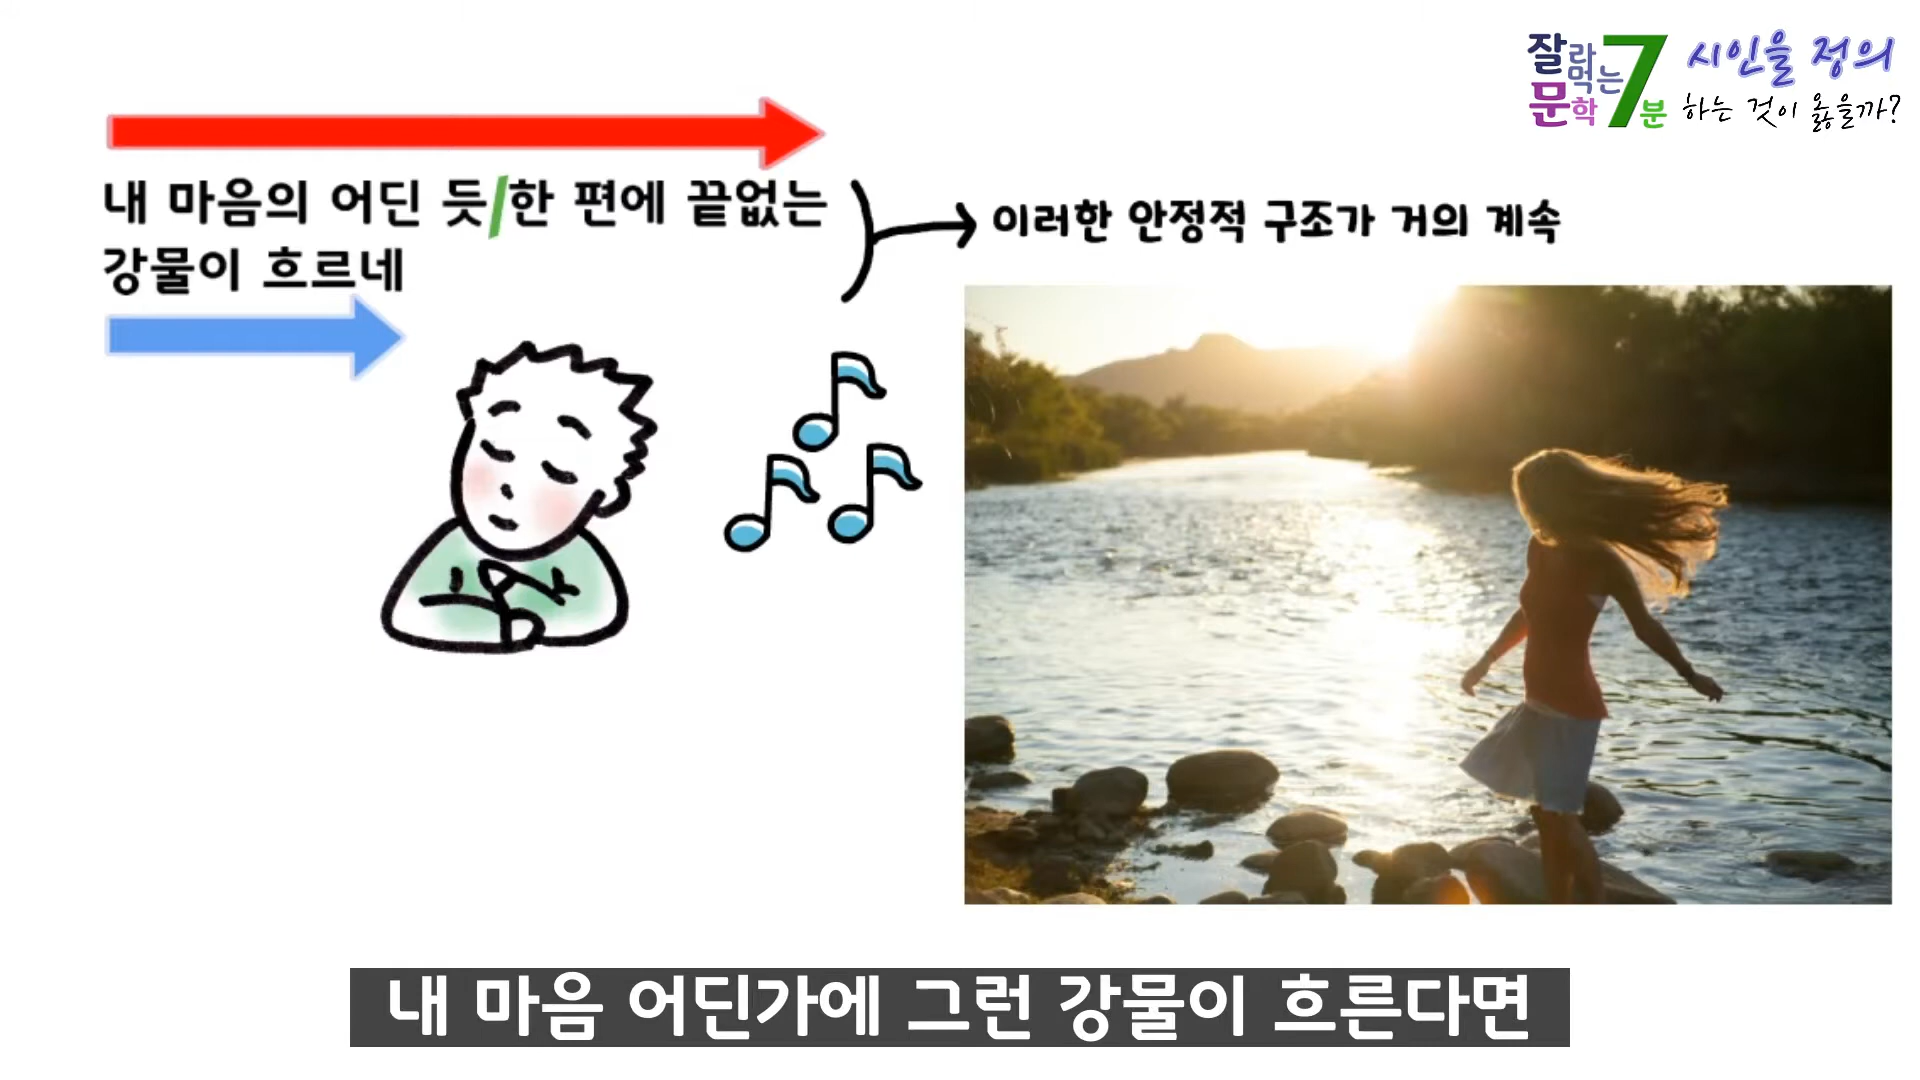 잘라먹는
문학 7분
시인을 정의
하는 것이 옳을까?
내 마음의 어딘 듯/한 편에 끝없는
강물이 흐르네
이러한 안정적 구조가 거의 계속
내 마음 어딘가에 그런 강물이 흐른다면